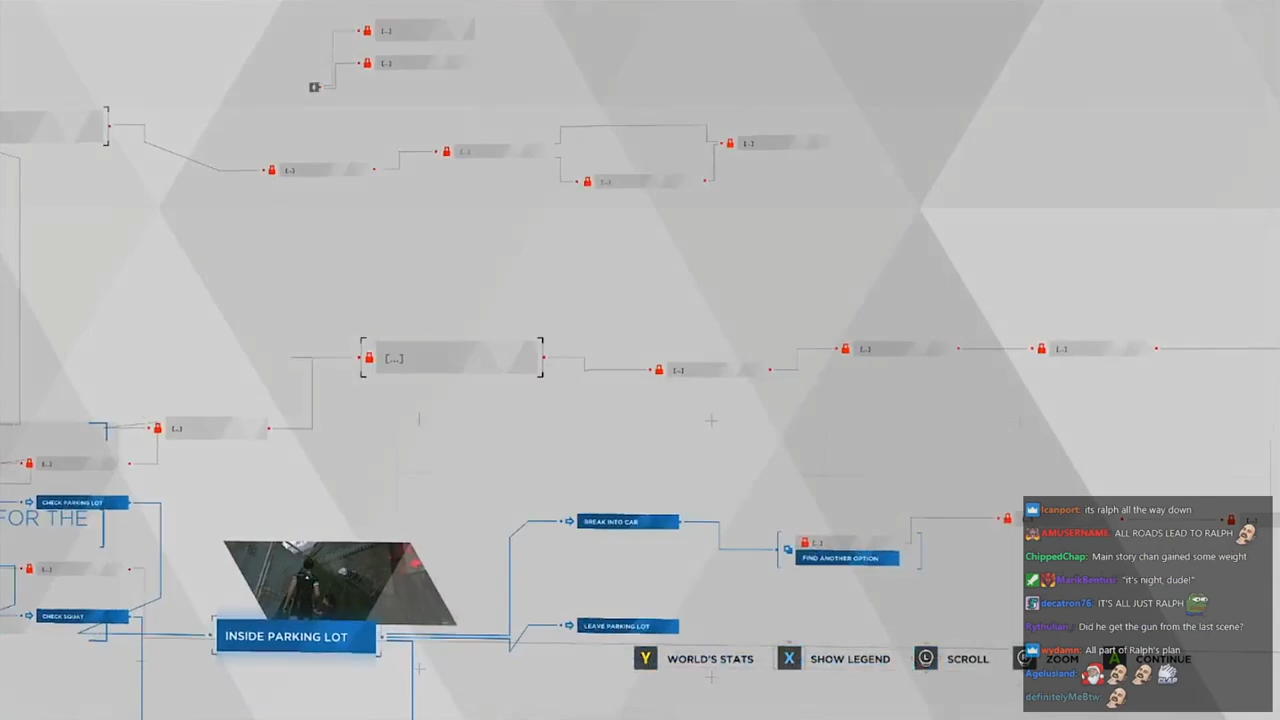 [...]
[...]
[...]
[...]
[...]
[...]
[...]
[...]
[...]
[...]
[...]
[...]
CHECK PARKING LOT
FOR THE
BREAK INTO CAR
[...]
FIND ANOTHER OPTION
[...]
CHECK SQUAT
INSIDE PARKING LOT
LEAVE PARKING LOT
Y WORLD'S STATS X SHOW LEGEND L SCROLL ZOOM A CONTINUE
lcanport: its ralph all the way down
AMUSERNAME: ALL ROADS LEAD TO RALPH
ChippedChap: Main story chan gained some weight
MarikBentusi: "it's night, dude!"
decatron76: IT'S ALL JUST RALPH
Rythulian: Did he get the gun from the last scene?
wydamn: All part of Ralph's plan
Agelusland:
definitelyMeBtw: